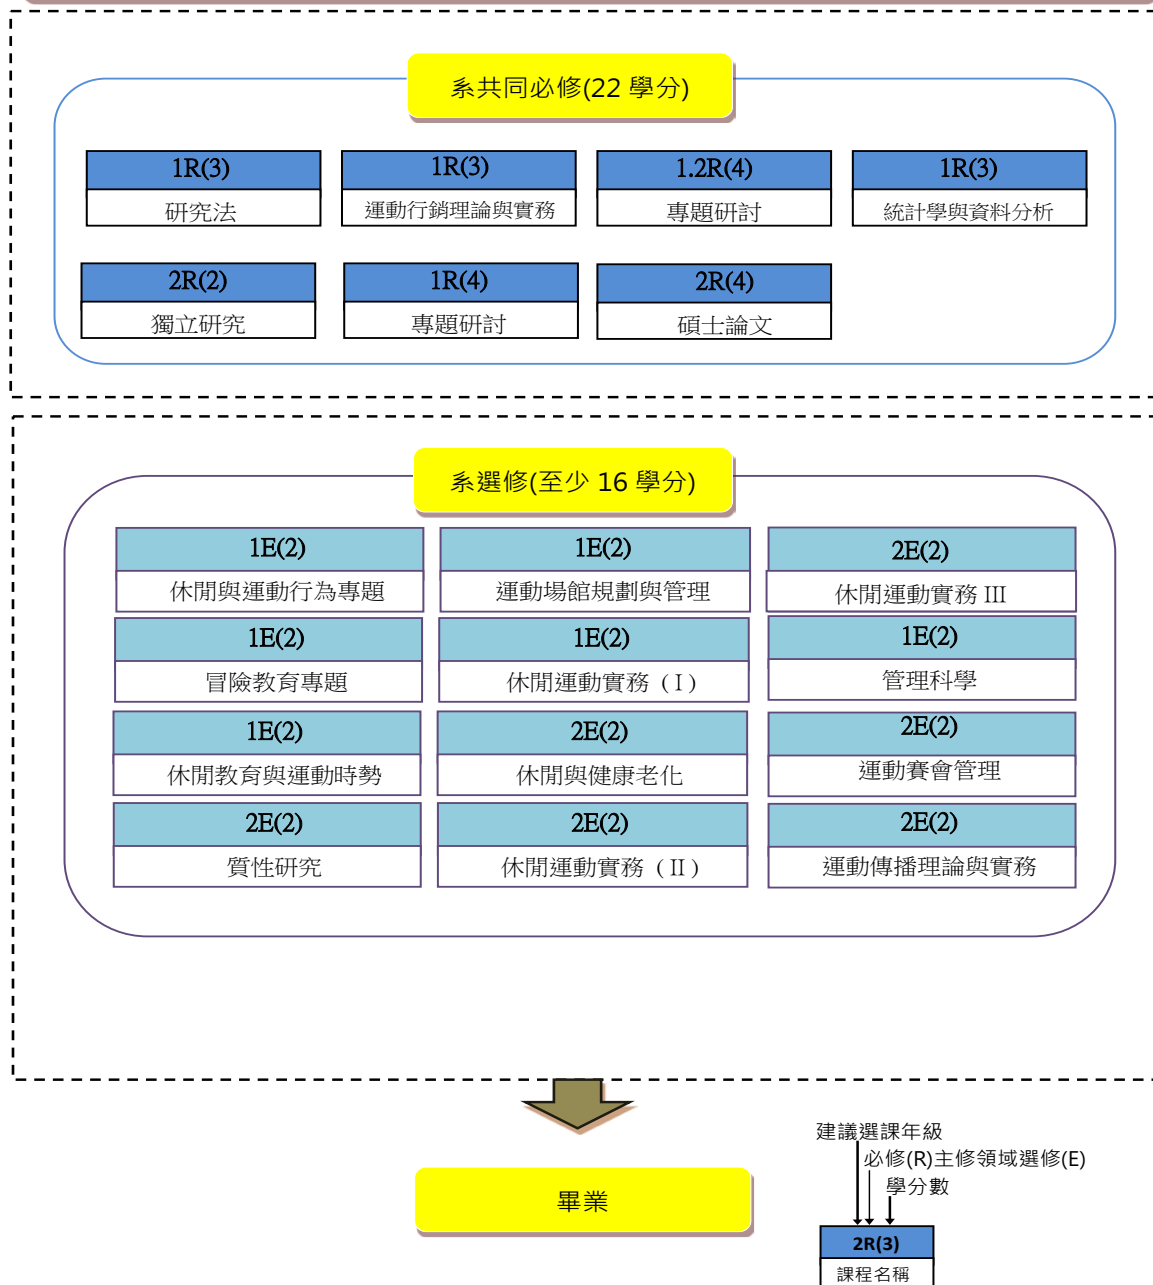 系共同必修(22 學分)
1R(3)
研究法
1R(3)
運動行銷理論與實務
1.2R(4)
專題研討
1R(3)
統計學與資料分析
2R(2)
獨立研究
1R(4)
專題研討
2R(4)
碩士論文
系選修(至少 16 學分)
1E(2)
休閒與運動行為專題
1E(2)
運動場館規劃與管理
2E(2)
休閒運動實務 III
1E(2)
冒險教育專題
1E(2)
休閒運動實務 (I)
1E(2)
管理科學
1E(2)
休閒教育與運動時勢
2E(2)
休閒與健康老化
2E(2)
運動賽會管理
2E(2)
質性研究
2E(2)
休閒運動實務 (II)
2E(2)
運動傳播理論與實務
畢業
建議選課年級
必修(R)主修領域選修(E)
學分數
2R(3)
課程名稱